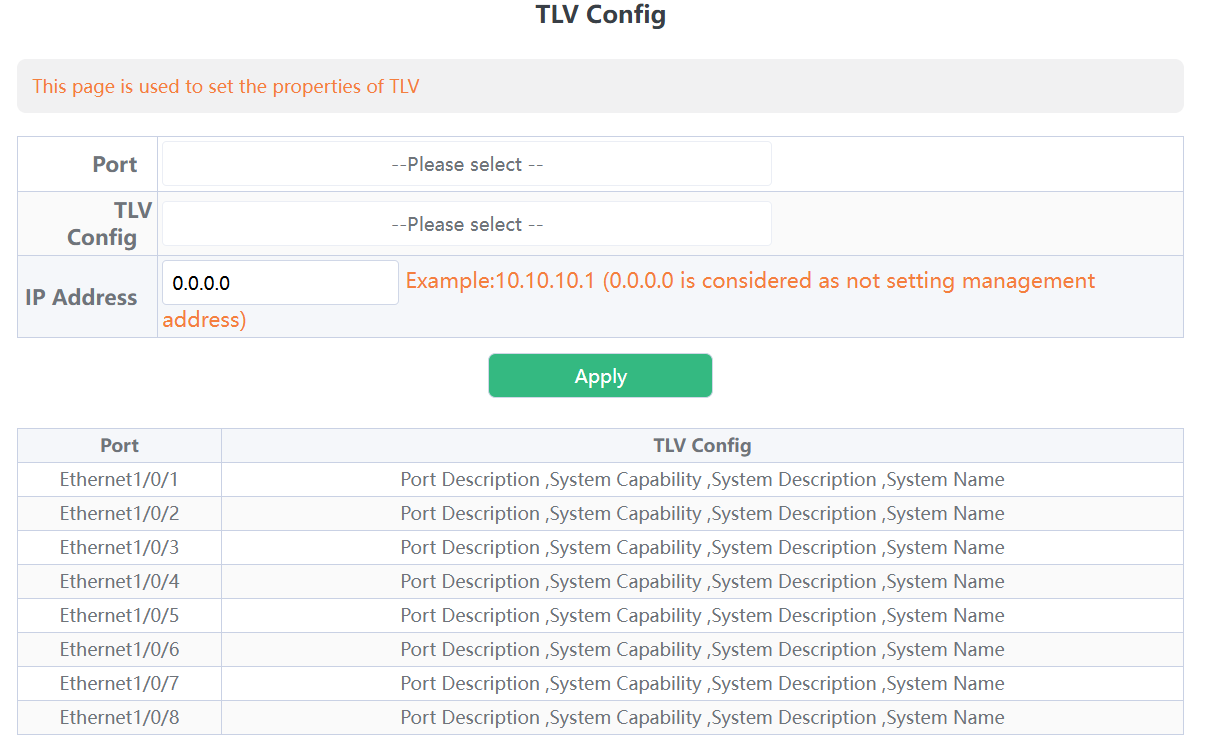 TLV Config
This page is used to set the properties of TLV
Port
--Please select --
TLV
Config
--Please select --
IP Address
0.0.0.0
Example:10.10.10.1 (0.0.0.0 is considered as not setting management
address)
Apply
Port TLV Config
Ethernet1/0/1 Port Description ,System Capability ,System Description ,System Name
Ethernet1/0/2 Port Description ,System Capability ,System Description ,System Name
Ethernet1/0/3 Port Description ,System Capability ,System Description ,System Name
Ethernet1/0/4 Port Description ,System Capability ,System Description ,System Name
Ethernet1/0/5 Port Description ,System Capability ,System Description ,System Name
Ethernet1/0/6 Port Description ,System Capability ,System Description ,System Name
Ethernet1/0/7 Port Description ,System Capability ,System Description ,System Name
Ethernet1/0/8 Port Description ,System Capability ,System Description ,System Name